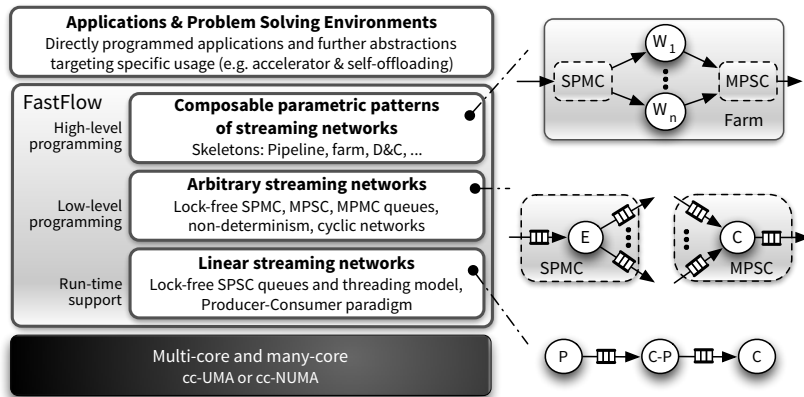 Applications & Problem Solving Environments
Directly programmed applications and further abstractions
targeting specific usage (e.g. accelerator & self-offloading)
FastFlow
High-level
programming
Composable parametric patterns
of streaming networks
Skeletons: Pipeline, farm, D&C, ...
Low-level
programming
Arbitrary streaming networks
Lock-free SPMC, MPSC, MPMC queues,
non-determinism, cyclic networks
Run-time
support
Linear streaming networks
Lock-free SPSC queues and threading model,
Producer-Consumer paradigm
Multi-core and many-core
cc-UMA or cc-NUMA
W1
SPMC
MPSC
Wn
Farm
E
SPMC
C
MPSC
P
C-P
C